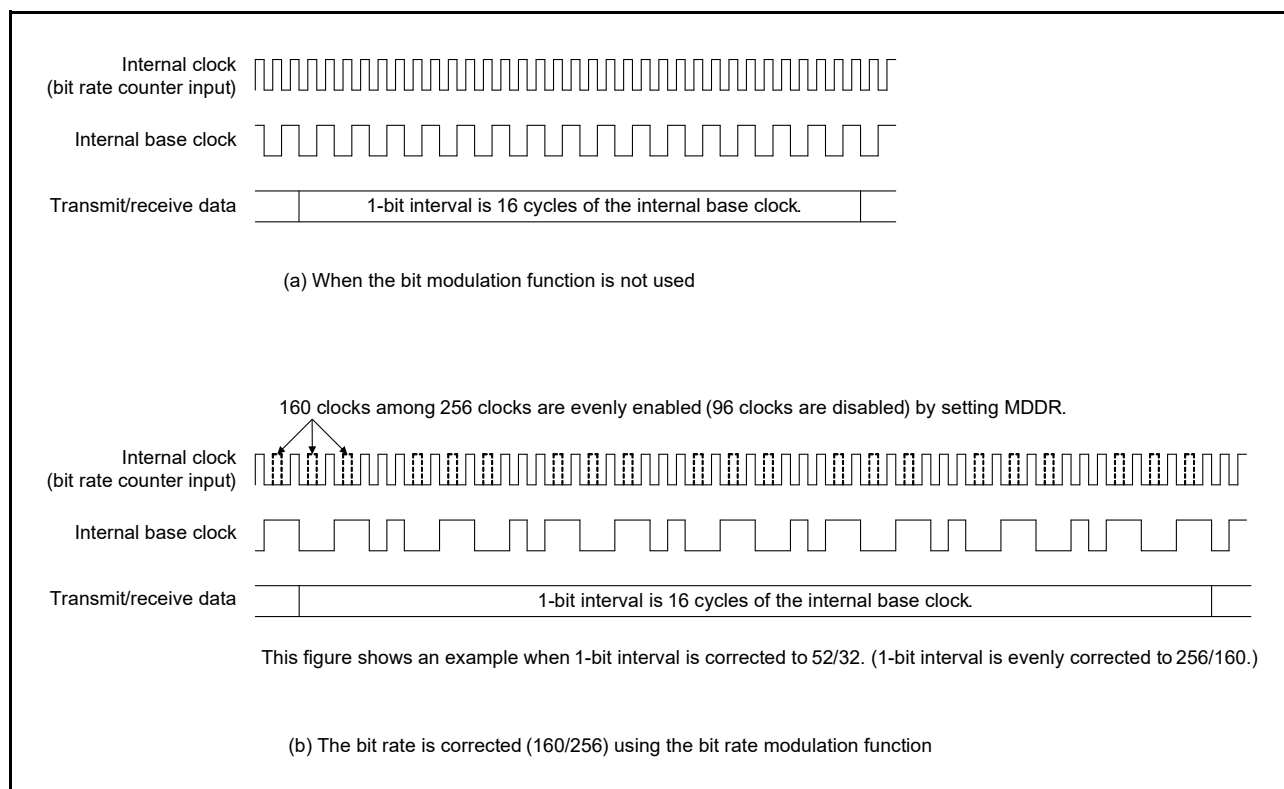 Internal clock
(bit rate counter input)
Internal base clock
Transmit/receive data
1-bit interval is 16 cycles of the internal base clock.
(a) When the bit modulation function is not used
160 clocks among 256 clocks are evenly enabled (96 clocks are disabled) by setting MDDR.
Internal clock
(bit rate counter input)
Internal base clock
Transmit/receive data
1-bit interval is 16 cycles of the internal base clock.
This figure shows an example when 1-bit interval is corrected to 52/32. (1-bit interval is evenly corrected to 256/160.)
(b) The bit rate is corrected (160/256) using the bit rate modulation function